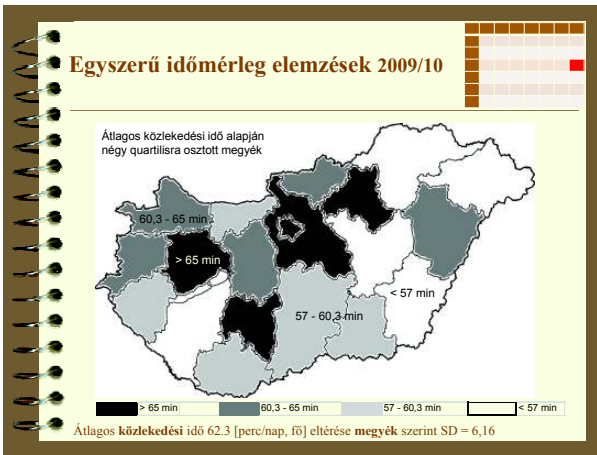 Egyszerű időmérleg elemzések 2009/10
Átlagos közlekedési idő alapján
négy quartilisra osztott megyék
60,3 - 65 min
> 65 min
< 57 min
57 - 60,3 min
> 65 min
60,3 - 65 min
57 - 60,3 min
< 57 min
Átlagos közlekedési idő 62.3 [perc/nap, fő] eltérése megyék szerint SD = 6,16